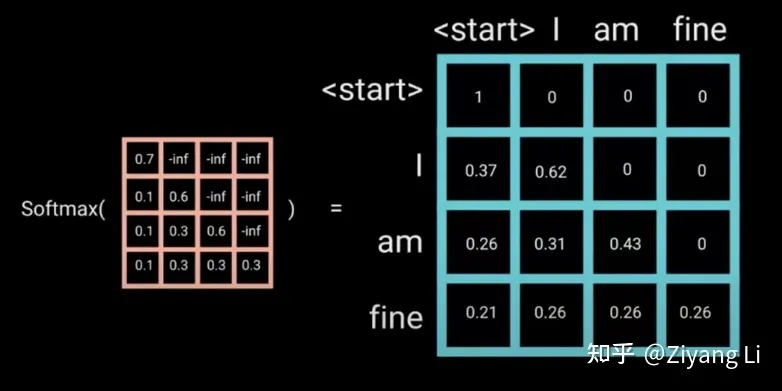 <start> I am fine
<start> 1 0 0 0
I 0.37 0.62 0 0
am 0.26 0.31 0.43 0
fine 0.21 0.26 0.26 0.26
Softmax(
0.7 -inf -inf -inf
0.1 0.6 -inf -inf
0.1 0.3 0.6 -inf
0.1 0.3 0.3 0.3
) =
知乎 @Ziyang Li